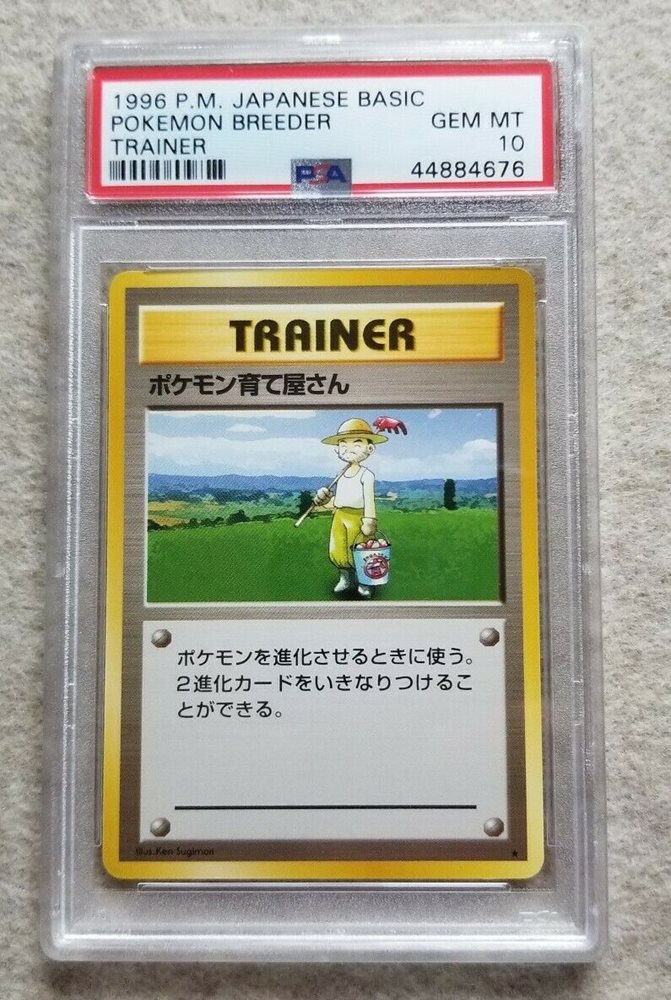 1996 P.M. JAPANESE BASIC
POKEMON BREEDER GEM MT
TRAINER 10
PSA 44884676
TRAINER
ポケモン育て屋さん
ポケモンを進化させるときに使う。
2進化カードをいきなりつけるこ
とができる。
Illus. Ken Sugimori